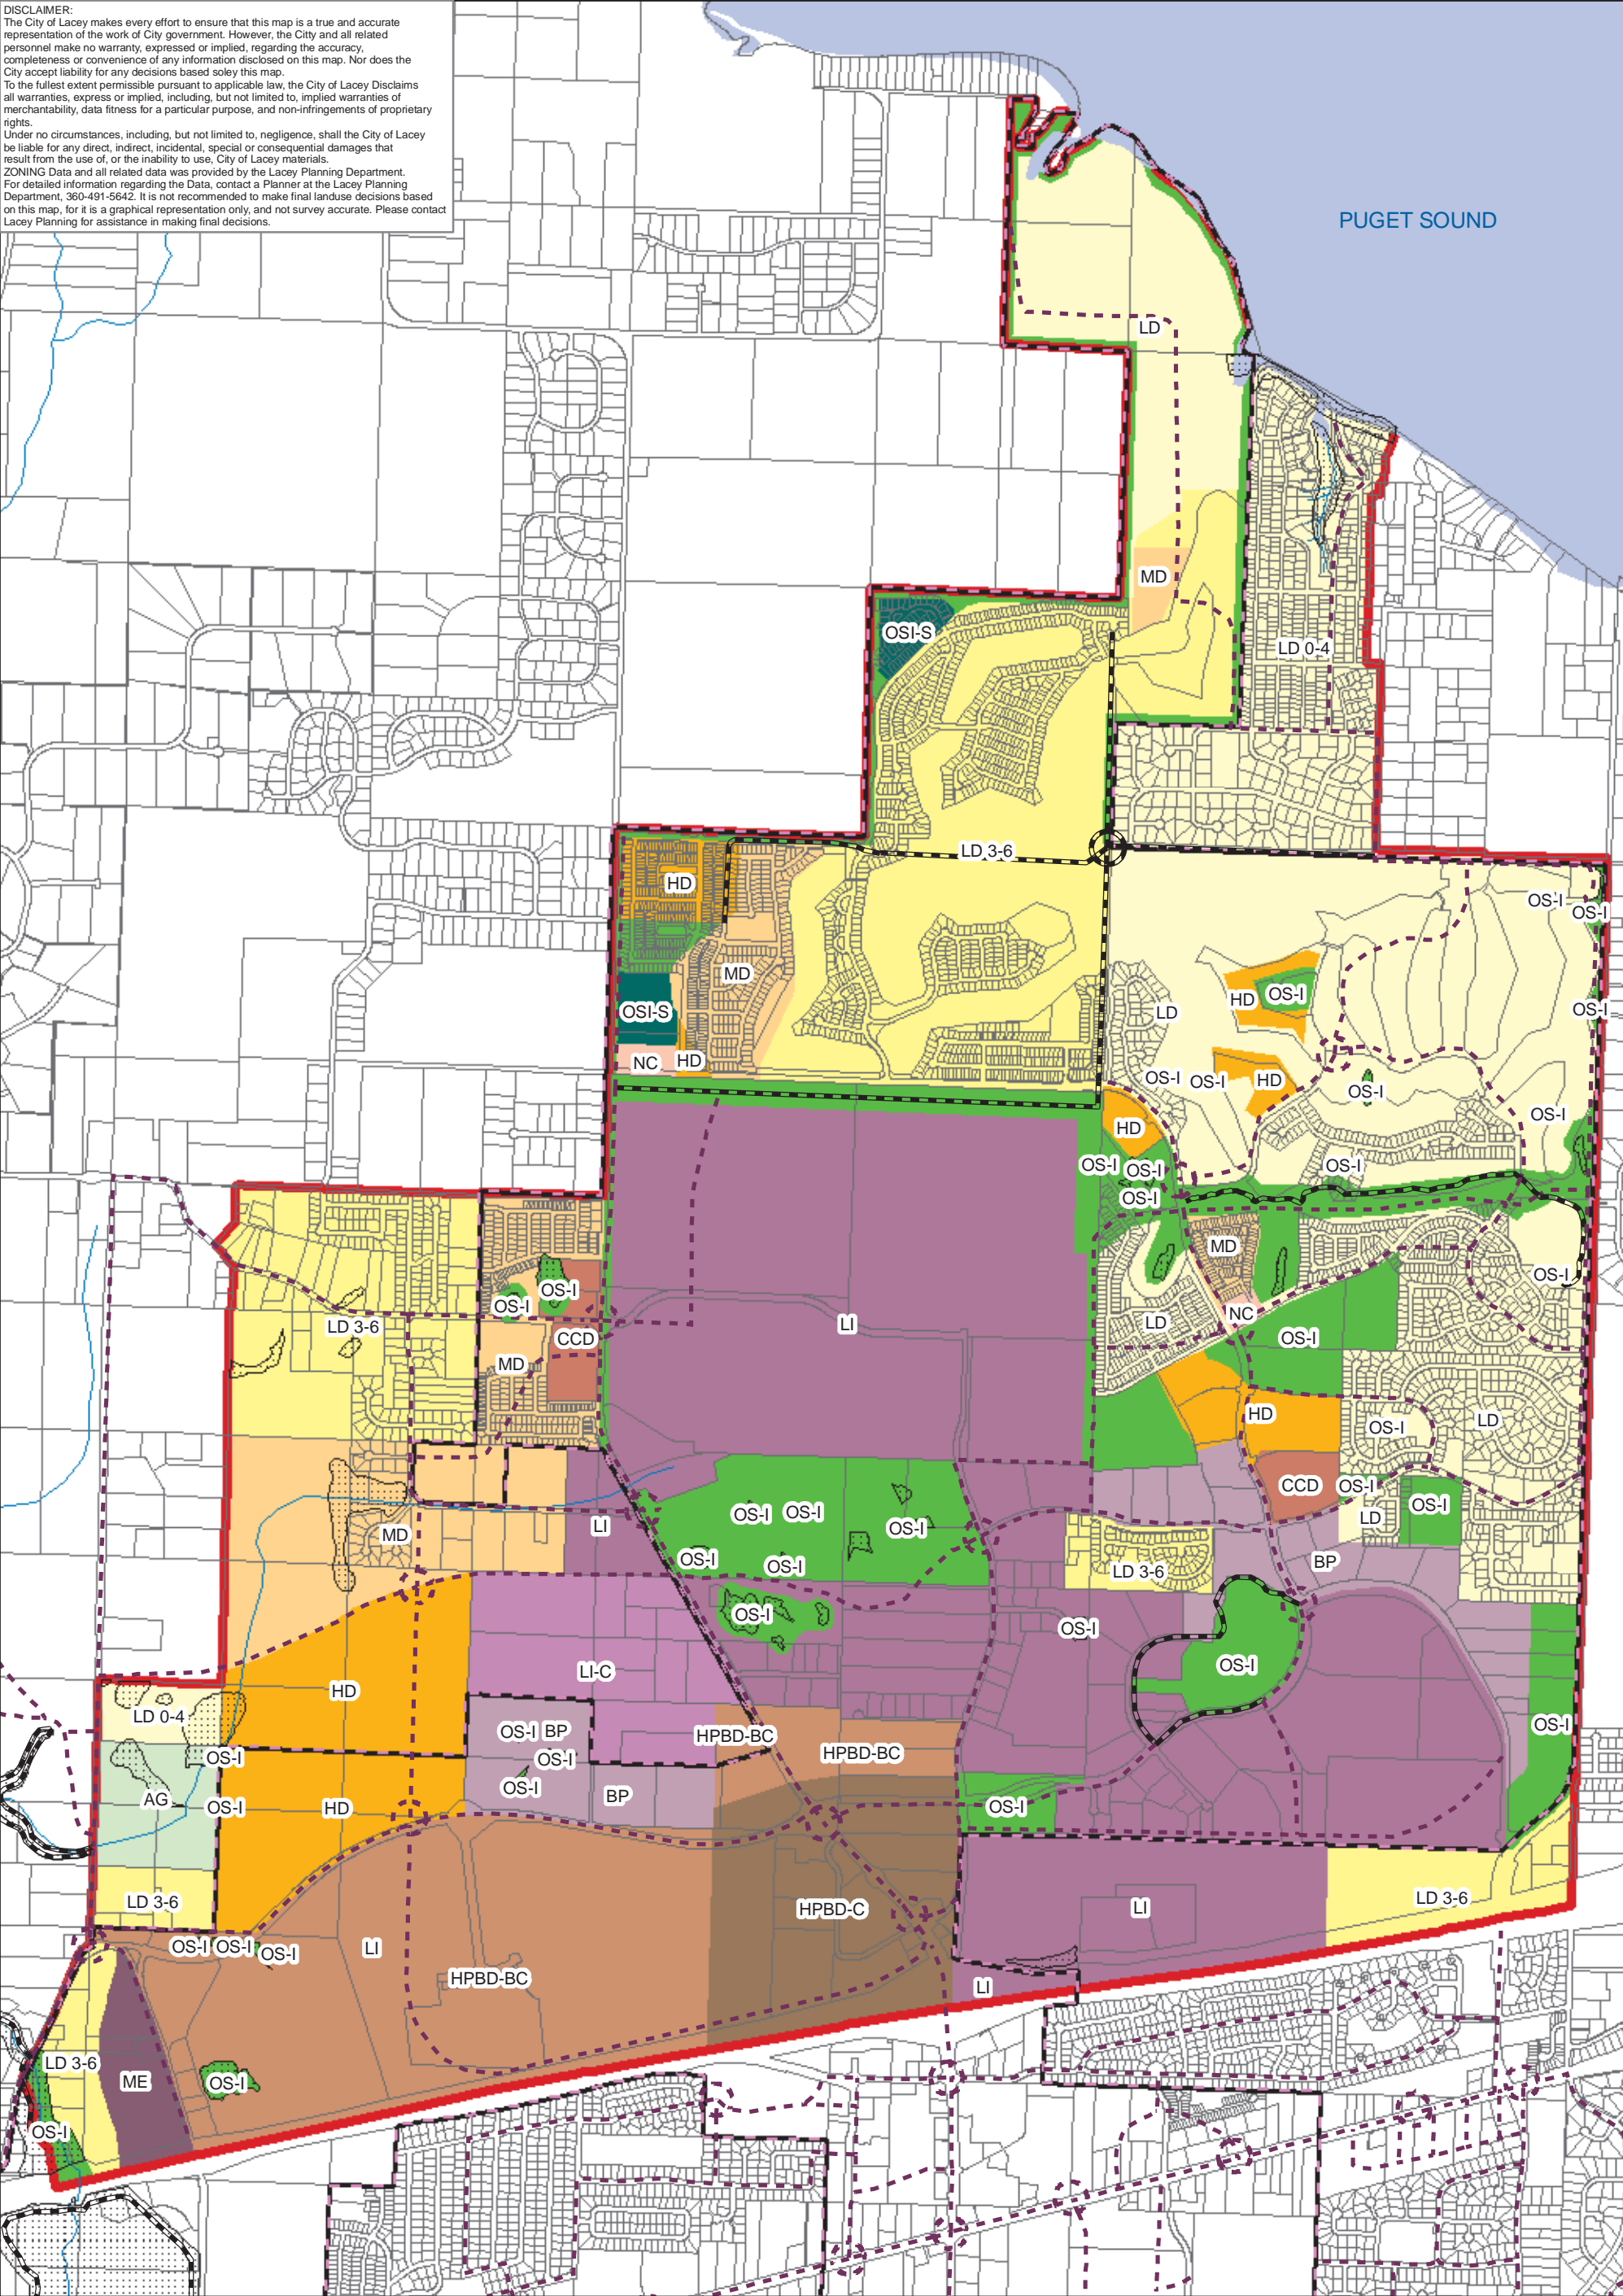 DISCLAIMER:
The City of Lacey makes every effort to ensure that this map is a true and accurate
representation of the work of City government. However, the Citty and all related
personnel make no warranty, expressed or implied, regarding the accuracy,
completeness or convenience of any information disclosed on this map. Nor does the
City accept liability for any decisions based soley this map.
To the fullest extent permissible pursuant to applicable law, the City of Lacey Disclaims
all warranties, express or implied, including, but not limited to, implied warranties of
merchantability, data fitness for a particular purpose, and non-infringements of proprietary
rights.
Under no circumstances, including, but not limited to, negligence, shall the City of Lacey
be liable for any direct, indirect, incidental, special or consequential damages that
result from the use of, or the inability to use, City of Lacey materials.
ZONING Data and all related data was provided by the Lacey Planning Department.
For detailed information regarding the Data, contact a Planner at the Lacey Planning
Department, 360-491-5642. It is not recommended to make final landuse decisions based
on this map, for it is a graphical representation only, and not survey accurate. Please contact
Lacey Planning for assistance in making final decisions.
PUGET SOUND
LD
MD
OSI-S
LD 0-4
LD 3-6
HD
OS-I
OS-I
MD
HD
OS-I
OSI-S
LD
OS-I
NC
HD
OS-I
OS-I
HD
OS-I
OS-I
HD
OS-I
OS-I
OS-I
OS-I
MD
OS-I
OS-I
OS-I
NC
LD
LI
LD 3-6
CCD
OS-I
MD
HD
OS-I
LD
CCD
OS-I
OS-I
OS-I
OS-I
OS-I
LD
LI
MD
OS-I
OS-I
BP
LD 3-6
OS-I
OS-I
OS-I
LI-C
HD
LD 0-4
OS-I
OS-I
BP
HPBD-BC
HPBD-BC
OS-I
OS-I
OS-I
AG
OS-I
HD
BP
OS-I
LD 3-6
HPBD-C
LI
LD 3-6
OS-I
OS-I
OS-I
LI
HPBD-BC
LI
LD 3-6
ME
OS-I
OS-I